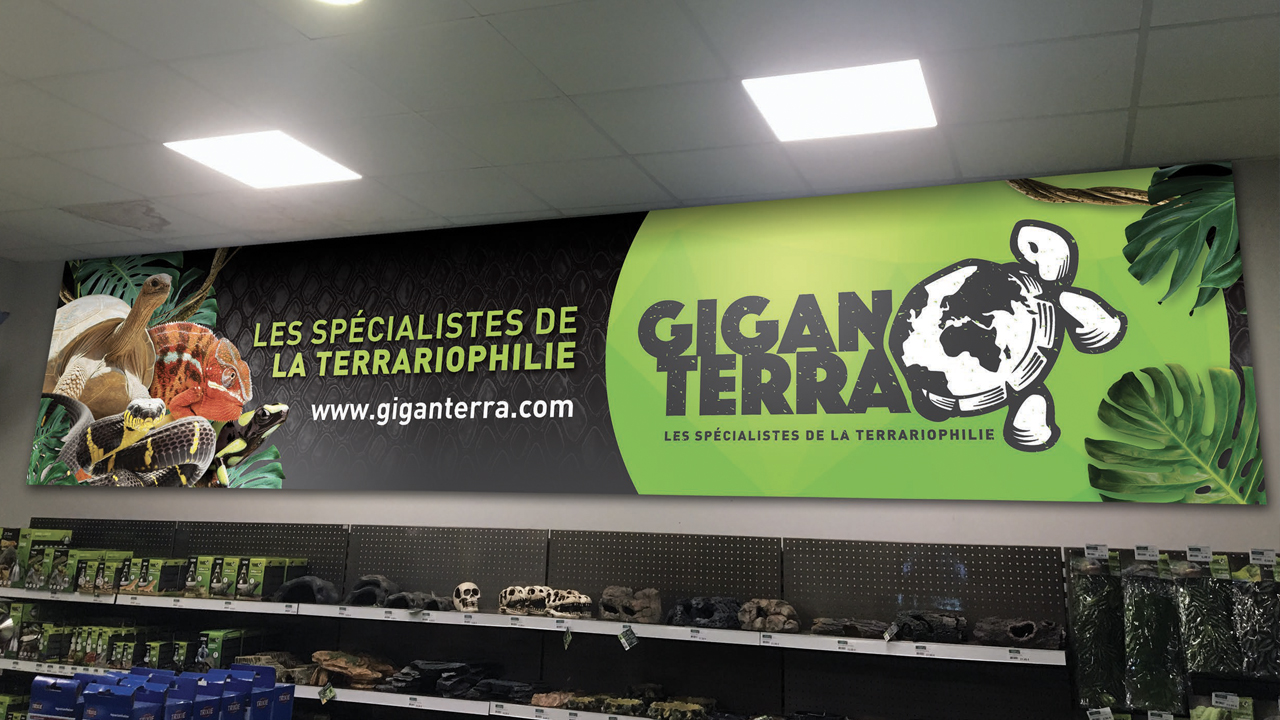 LES SPÉCIALISTES DE
LA TERRARIOPHILIE
www.giganterra.com
GIGAN
TERRA
LES SPÉCIALISTES DE LA TERRARIOPHILIE